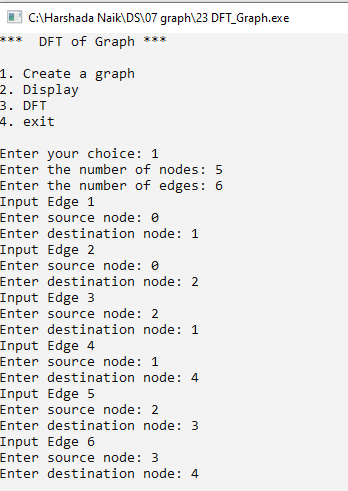 C:\Harshada Naik\DS\07 graph\23 DFT_Graph.exe
*** DFT of Graph ***
1. Create a graph
2. Display
3. DFT
4. exit
Enter your choice: 1
Enter the number of nodes: 5
Enter the number of edges: 6
Input Edge 1
Enter source node: 0
Enter destination node: 1
Input Edge 2
Enter source node: 0
Enter destination node: 2
Input Edge 3
Enter source node: 2
Enter destination node: 1
Input Edge 4
Enter source node: 1
Enter destination node: 4
Input Edge 5
Enter source node: 2
Enter destination node: 3
Input Edge 6
Enter source node: 3
Enter destination node: 4